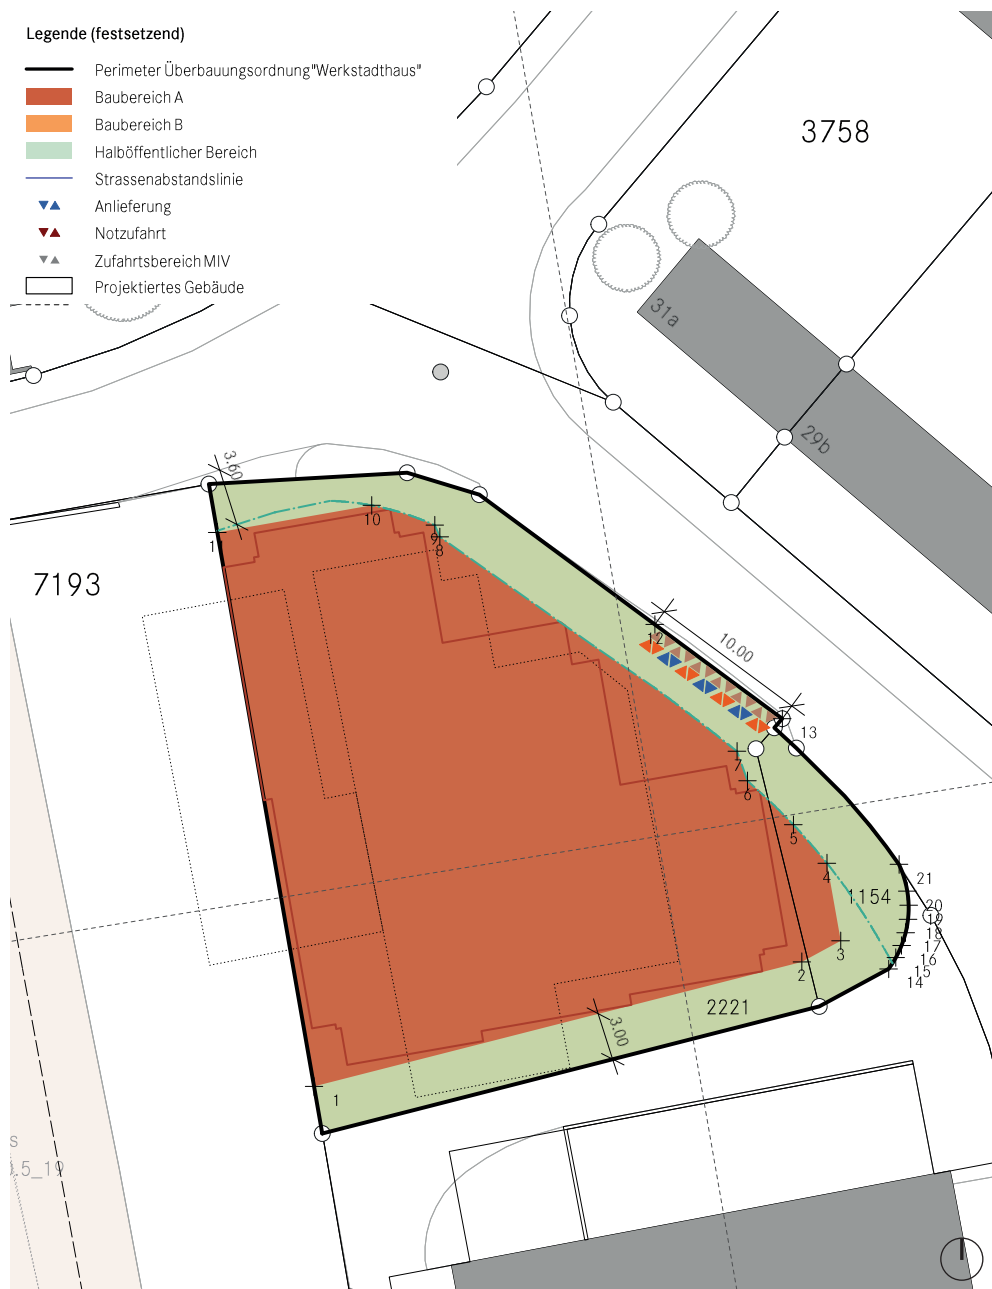 Legende (festsetzend)
Perimeter Überbauungsordnung"Werkstadthaus"
Baubereich A
Baubereich B
Halböffentlicher Bereich
Strassenabstandslinie
Anlieferung
Notzufahrt
Zufahrtsbereich MIV
Projektiertes Gebäude
3758
31a
29b
3.60
10
11
9
8
7193
12
10.00
13
7
6
5
4
1154
21
20
19
18
17
16
15
14
3
2
2221
3.00
1
s
.5_19